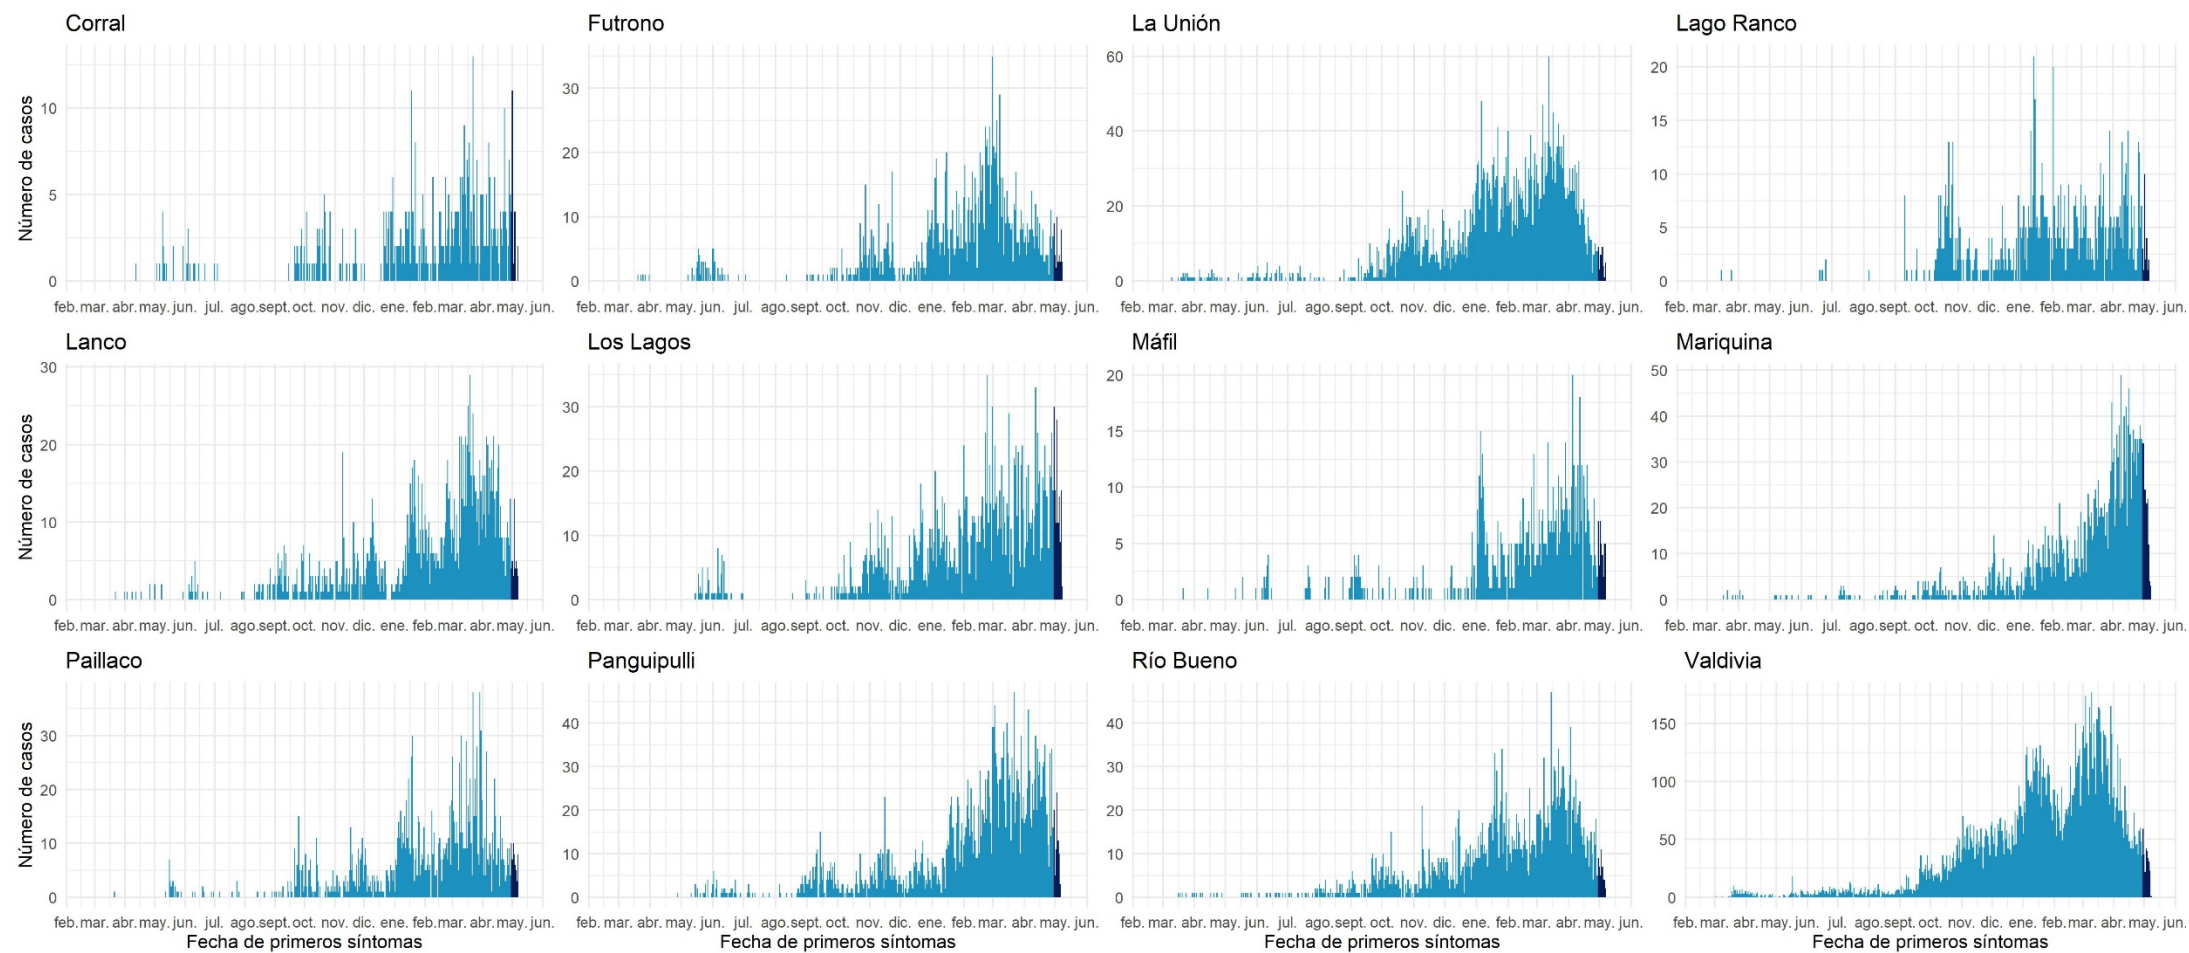 Corral
Futrono
La Unión
Lago Ranco
Número de casos
10
5
0
30
20
10
0
60
40
20
0
20
15
10
5
0
feb. mar. abr. may. jun. jul. ago. sept. oct. nov. dic. ene. feb. mar. abr. may. jun.
feb. mar. abr. may. jun. jul. ago. sept. oct. nov. dic. ene. feb. mar. abr. may. jun.
feb. mar. abr. may. jun. jul. ago. sept. oct. nov. dic. ene. feb. mar. abr. may. jun.
feb. mar. abr. may. jun. jul. ago. sept. oct. nov. dic. ene. feb. mar. abr. may. jun.
Lanco
Los Lagos
Máfil
Mariquina
Número de casos
30
20
10
0
30
20
10
0
20
15
10
5
0
50
40
30
20
10
0
feb. mar. abr. may. jun. jul. ago. sept. oct. nov. dic. ene. feb. mar. abr. may. jun.
feb. mar. abr. may. jun. jul. ago. sept. oct. nov. dic. ene. feb. mar. abr. may. jun.
feb. mar. abr. may. jun. jul. ago. sept. oct. nov. dic. ene. feb. mar. abr. may. jun.
feb. mar. abr. may. jun. jul. ago. sept. oct. nov. dic. ene. feb. mar. abr. may. jun.
Paillaco
Panguipulli
Río Bueno
Valdivia
Número de casos
30
20
10
0
40
30
20
10
0
40
30
20
10
0
150
100
50
0
feb. mar. abr. may. jun. jul. ago. sept. oct. nov. dic. ene. feb. mar. abr. may. jun.
feb. mar. abr. may. jun. jul. ago. sept. oct. nov. dic. ene. feb. mar. abr. may. jun.
feb. mar. abr. may. jun. jul. ago. sept. oct. nov. dic. ene. feb. mar. abr. may. jun.
feb. mar. abr. may. jun. jul. ago. sept. oct. nov. dic. ene. feb. mar. abr. may. jun.
Fecha de primeros síntomas
Fecha de primeros síntomas
Fecha de primeros síntomas
Fecha de primeros síntomas